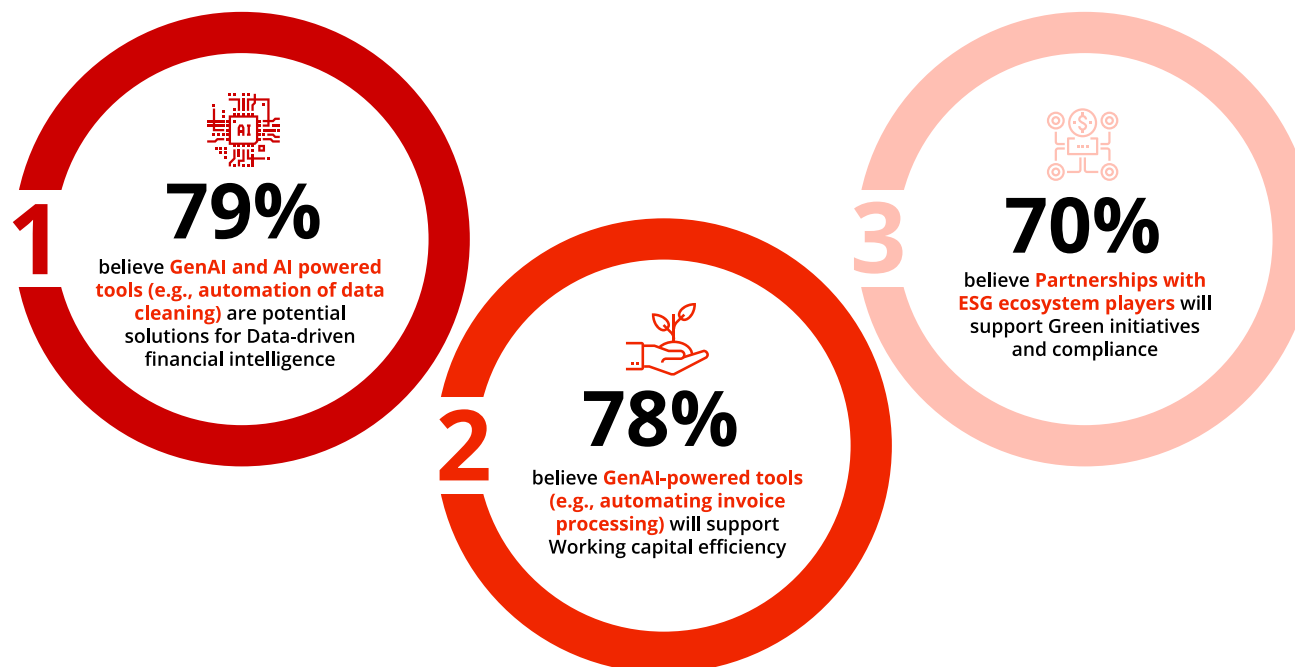 1
AI
79%
believe GenAI and AI powered
tools (e.g., automation of data
cleaning) are potential
solutions for Data-driven
financial intelligence
2
78%
believe GenAI-powered tools
(e.g., automating invoice
processing) will support
Working capital efficiency
3
$
70%
believe Partnerships with
ESG ecosystem players will
support Green initiatives
and compliance